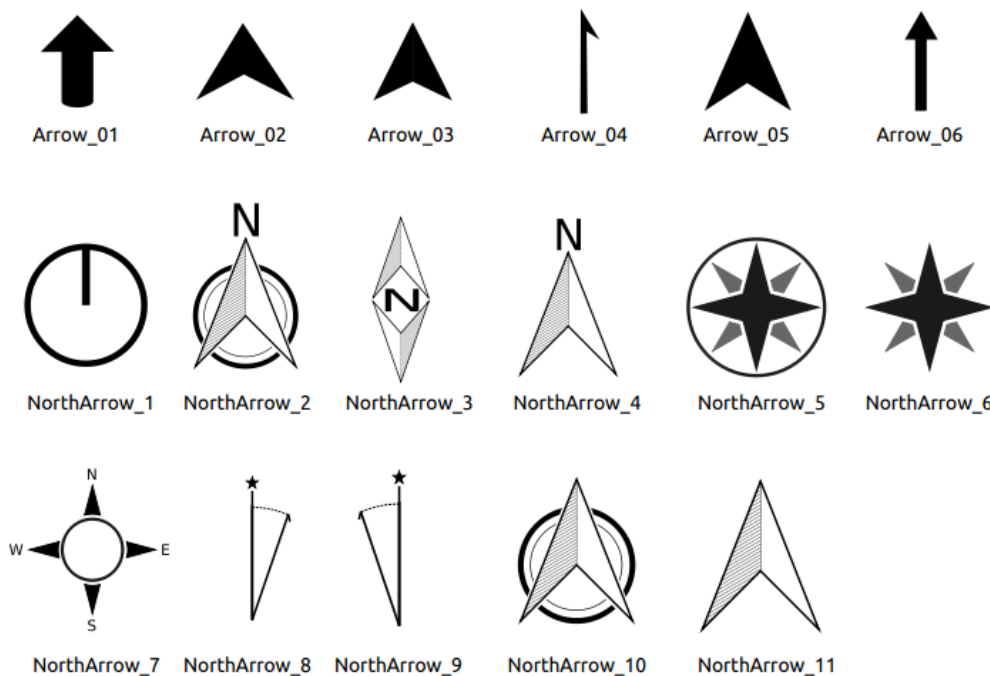 Arrow_01 Arrow_02 Arrow_03 Arrow_04 Arrow_05 Arrow_06
N N
N
NorthArrow_1 NorthArrow_2 NorthArrow_3 NorthArrow_4 NorthArrow_5 NorthArrow_6
N
W E
S
NorthArrow_7 NorthArrow_8 NorthArrow_9 NorthArrow_10 NorthArrow_11